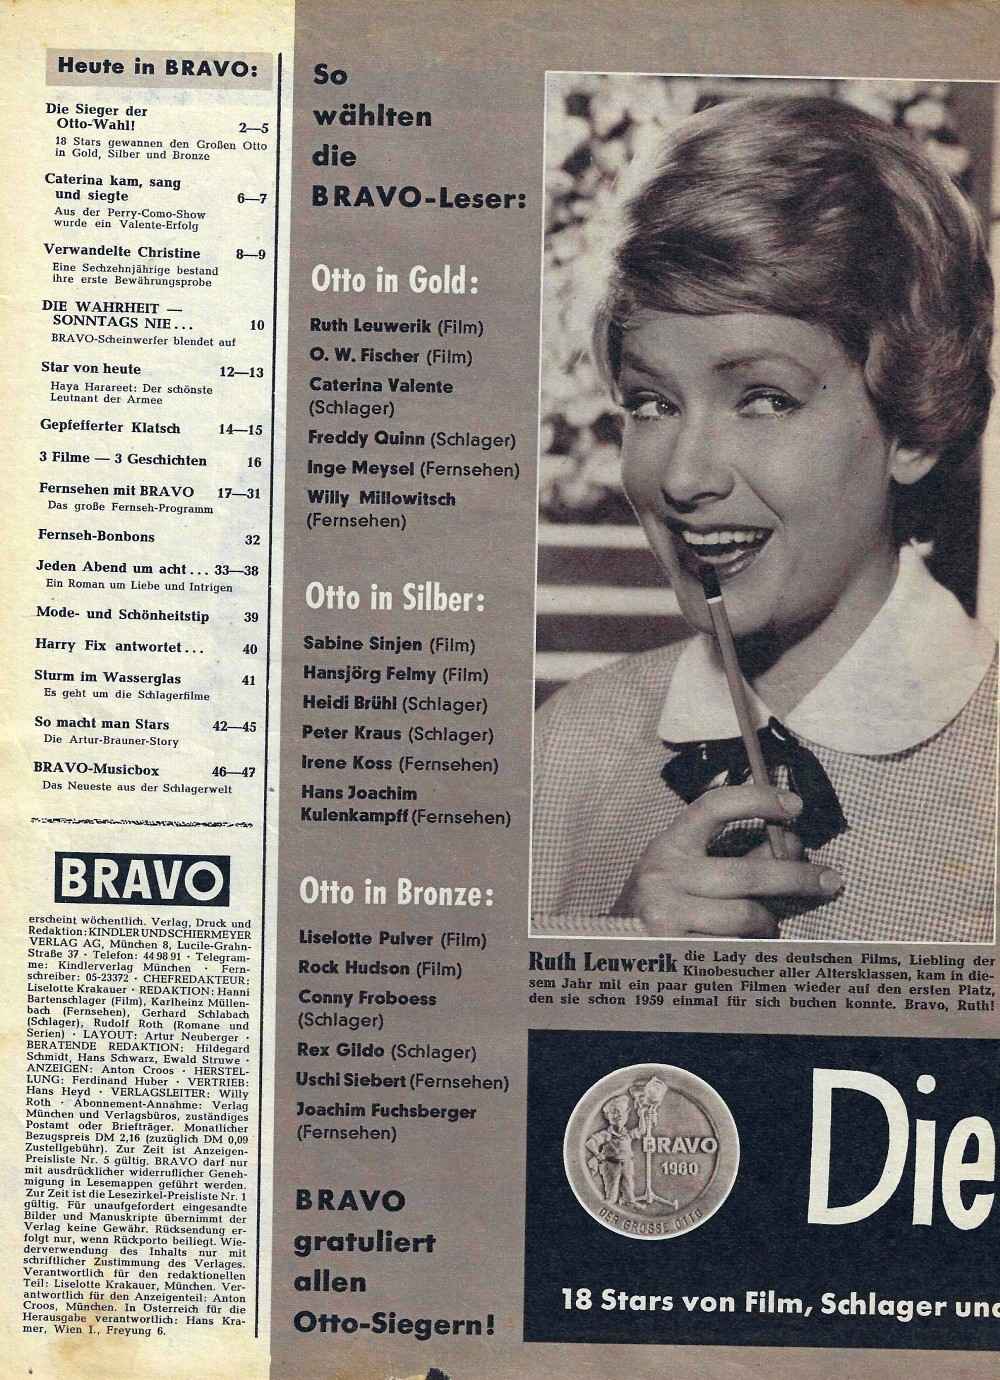 Heute in BRAVO:
Die Sieger der
Otto-Wahl! 2—5
18 Stars gewannen den Großen Otto
in Gold, Silber und Bronze
Caterina kam, sang
und siegte 6—7
Aus der Perry-Como-Show
wurde ein Valente-Erfolg
Verwandelte Christine 8—9
Eine Sechzehnjährige bestand
ihre erste Bewährungsprobe
DIE WAHRHEIT —
SONNTAGS NIE... 10
BRAVO-Scheinwerfer blendet auf
Star von heute 12—13
Haya Harareet: Der schönste
Leutnant der Armee
Gepfefferter Klatsch 14—15
3 Filme — 3 Geschichten 16
Fernsehen mit BRAVO 17—31
Das große Fernseh-Programm
Fernseh-Bonbons 32
Jeden Abend um acht... 33—38
Ein Roman um Liebe und Intrigen
Mode- und Schönheitstip 39
Harry Fix antwortet... 40
Sturm im Wasserglas 41
Es geht um die Schlagerfilme
So macht man Stars 42—45
Die Artur-Brauner-Story
BRAVO-Musicbox 46—47
Das Neueste aus der Schlagerwelt
BRAVO
erscheint wöchentlich. Verlag, Druck und
Redaktion: KINDLER UND SCHIERMEYER
VERLAG AG, München 8, Lucile-Grahn-
Straße 37 · Telefon: 44 98 91 · Telegram-
me: Kindlerverlag München · Fern-
schreiber: 05-23372 · CHEFREDAKTEUR:
Liselotte Krakauer · REDAKTION: Hanni
Bartenschlager (Film), Karlheinz Müllen-
bach (Fernsehen), Gerhard Schlabach
(Schlager), Rudolf Roth (Romane und
Serien) · LAYOUT: Artur Neuberger ·
BERATENDE REDAKTION: Hildegard
Schmidt, Hans Schwarz, Ewald Struwe ·
ANZEIGEN: Anton Croos · HERSTEL-
LUNG: Ferdinand Huber · VERTRIEB:
Hans Heyd · VERLAGSLEITER: Willy
Roth · Abonnement-Annahme: Verlag
München und Verlagsbüros, zuständiges
Postamt oder Briefträger. Monatlicher
Bezugspreis DM 2,16 (zuzüglich DM 0,09
Zustellgebühr). Zur Zeit ist Anzeigen-
Preisliste Nr. 5 gültig. BRAVO darf nur
mit ausdrücklicher widerruflicher Geneh-
migung in Lesemappen geführt werden.
Zur Zeit ist die Lesezirkel-Preisliste Nr. 1
gültig. Für unaufgefordert eingesandte
Bilder und Manuskripte übernimmt der
Verlag keine Gewähr. Rücksendung er-
folgt nur, wenn Rückporto beiliegt. Wie-
derverwendung des Inhalts nur mit
schriftlicher Zustimmung des Verlages.
Verantwortlich für den redaktionellen
Teil: Liselotte Krakauer, München. Ver-
antwortlich für den Anzeigenteil: Anton
Croos, München. In Österreich für die
Herausgabe verantwortlich: Hans Kra-
mer, Wien I., Freyung 6.
So
wählten
die
BRAVO-Leser:
Otto in Gold:
Ruth Leuwerik (Film)
O. W. Fischer (Film)
Caterina Valente
(Schlager)
Freddy Quinn (Schlager)
Inge Meysel (Fernsehen)
Willy Millowitsch
(Fernsehen)
Otto in Silber:
Sabine Sinjen (Film)
Hansjörg Felmy (Film)
Heidi Brühl (Schlager)
Peter Kraus (Schlager)
Irene Koss (Fernsehen)
Hans Joachim
Kulenkampff (Fernsehen)
Otto in Bronze:
Liselotte Pulver (Film)
Rock Hudson (Film)
Conny Froboess
(Schlager)
Rex Gildo (Schlager)
Uschi Siebert (Fernsehen)
Joachim Fuchsberger
(Fernsehen)
BRAVO
gratuliert
allen
Otto-Siegern!
Ruth Leuwerik die Lady des deutschen Films, Liebling der
Kinobesucher aller Altersklassen, kam in die-
sem Jahr mit ein paar guten Filmen wieder auf den ersten Platz,
den sie schon 1959 einmal für sich buchen konnte. Bravo, Ruth!
BRAVO
1960
DER GROSSE OTTO
Die
18 Stars von Film, Schlager und